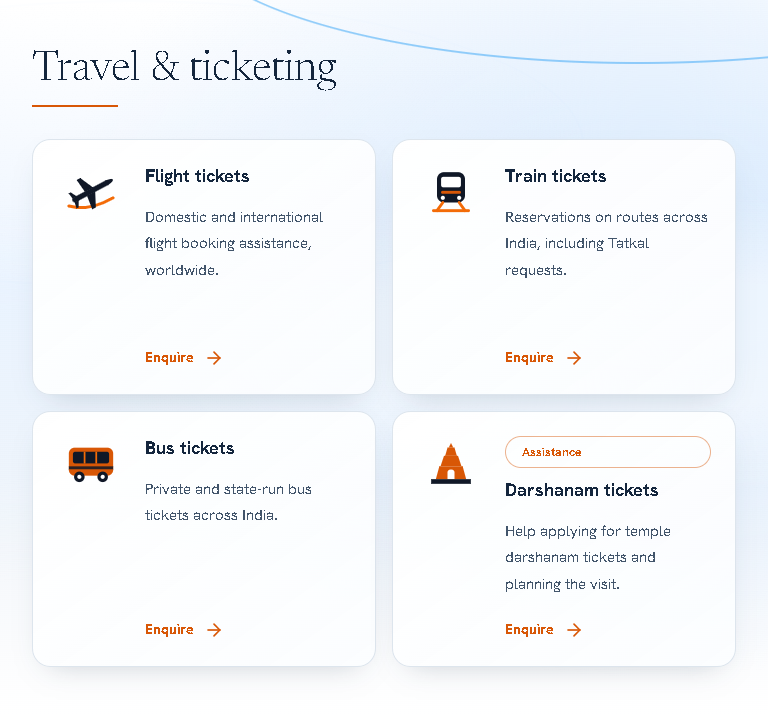 Travel & ticketing
Flight tickets
Domestic and international
flight booking assistance,
worldwide.
Enquire
Train tickets
Reservations on routes across
India, including Tatkal
requests.
Enquire
Bus tickets
Private and state-run bus
tickets across India.
Enquire
Assistance
Darshanam tickets
Help applying for temple
darshanam tickets and
planning the visit.
Enquire